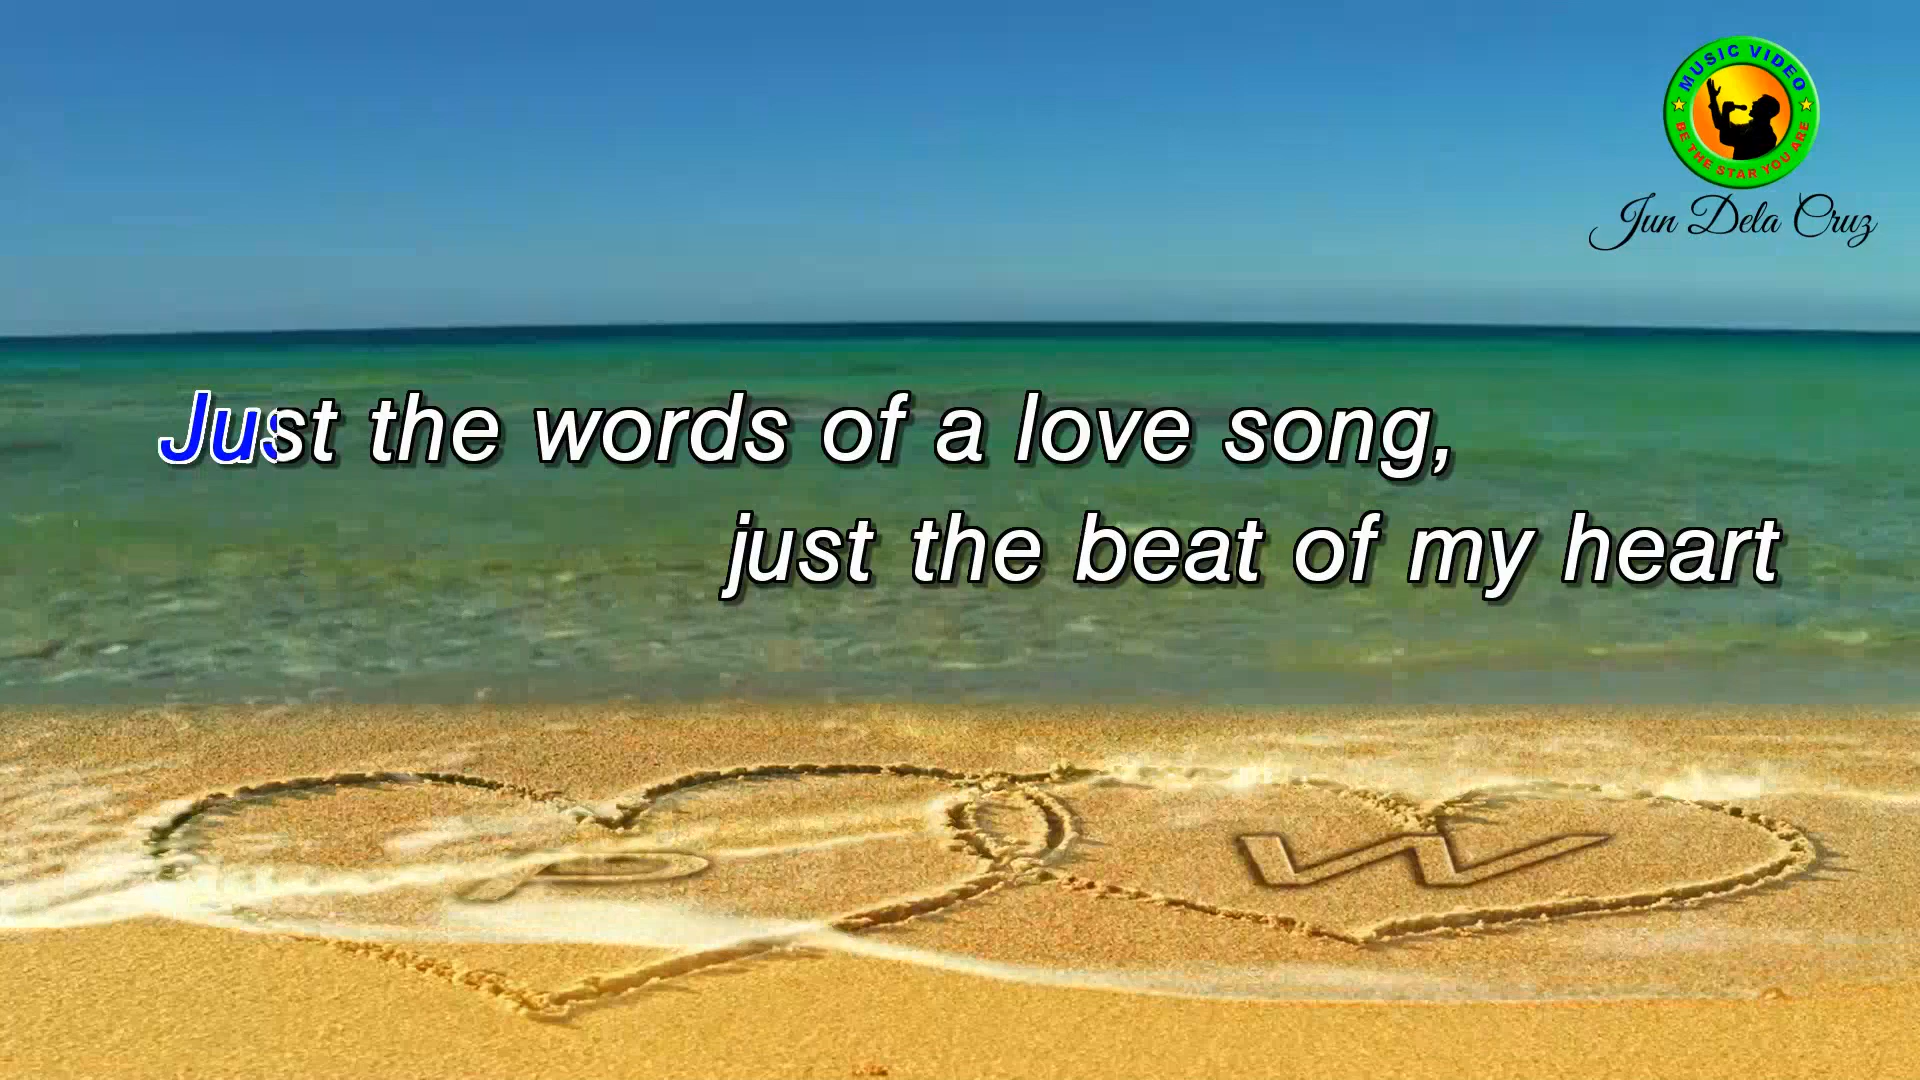 MUSIC VIDEO
BE THE STAR YOU ARE
Jun Dela Cruz
Just the words of a love song,
just the beat of my heart
P W